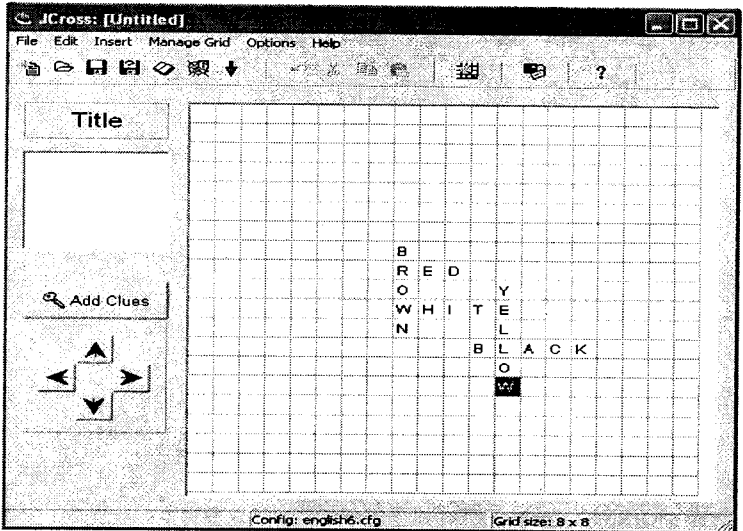 JCross: [Untitled]
File Edit Insert Manage Grid Options Help
?
Title
B
R E D
O Y
W H I T E
N L
B L A C K
O
W
Add Clues
Config: english6.cfg Grid size: 8 x 8